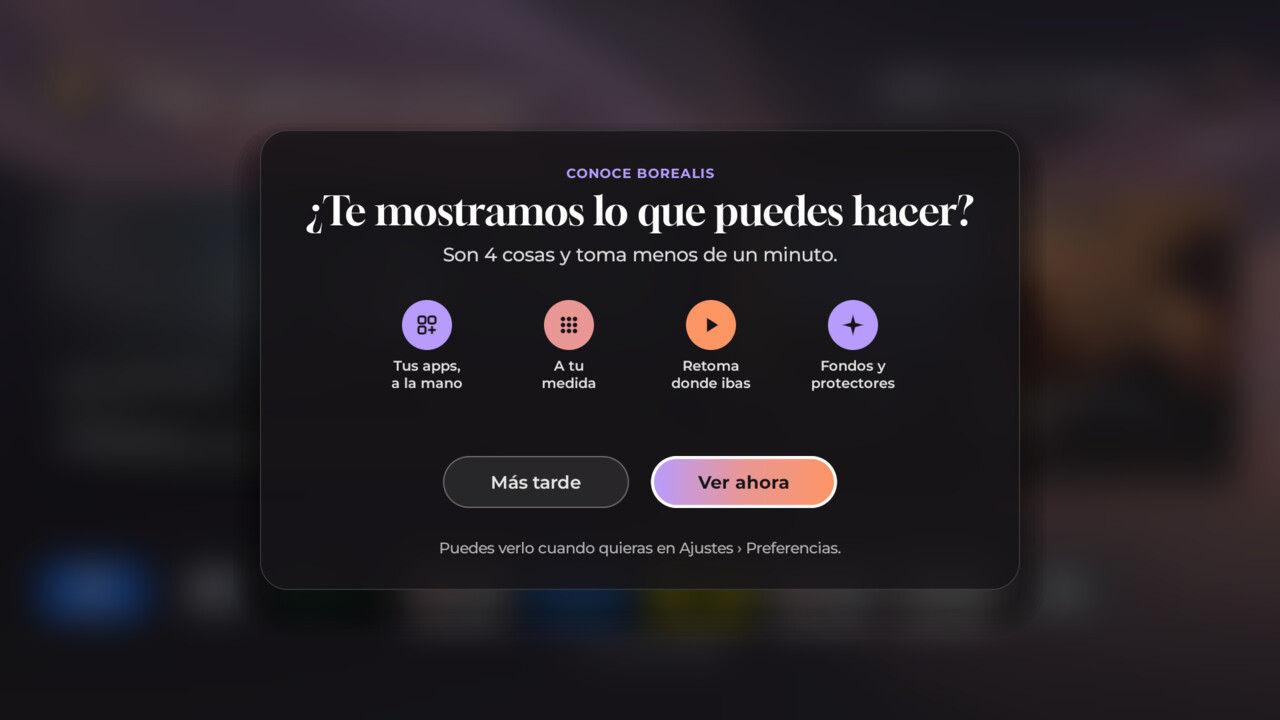 CONOCE BOREALIS
¿Te mostramos lo que puedes hacer?
Son 4 cosas y toma menos de un minuto.
Tus apps,
a la mano
A tu
medida
Retoma
donde ibas
Fondos y
protectores
Más tarde
Ver ahora
Puedes verlo cuando quieras en Ajustes › Preferencias.